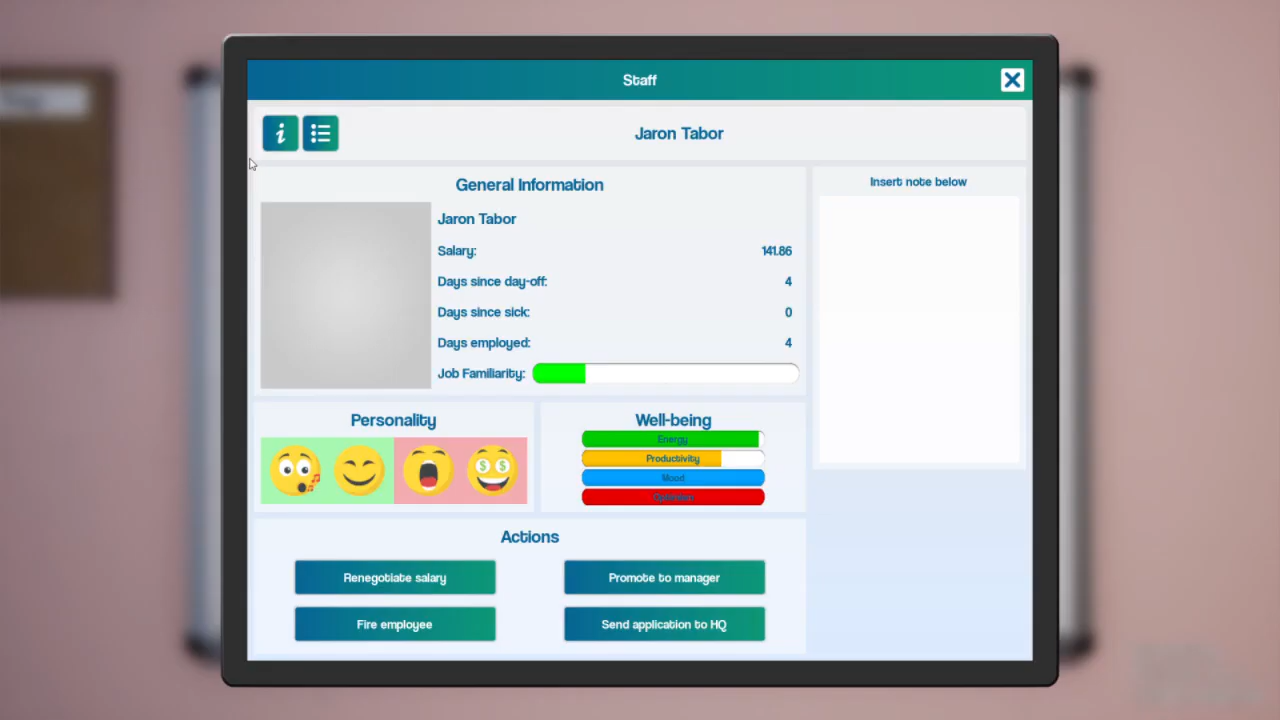 Staff
Jaron Tabor
General Information
Insert note below
Jaron Tabor
Salary: 141.86
Days since day-off: 4
Days since sick: 0
Days employed: 4
Job Familiarity:
Personality
Well-being
Energy
Productivity
Mood
Optimism
Actions
Renegotiate salary
Promote to manager
Fire employee
Send application to HQ